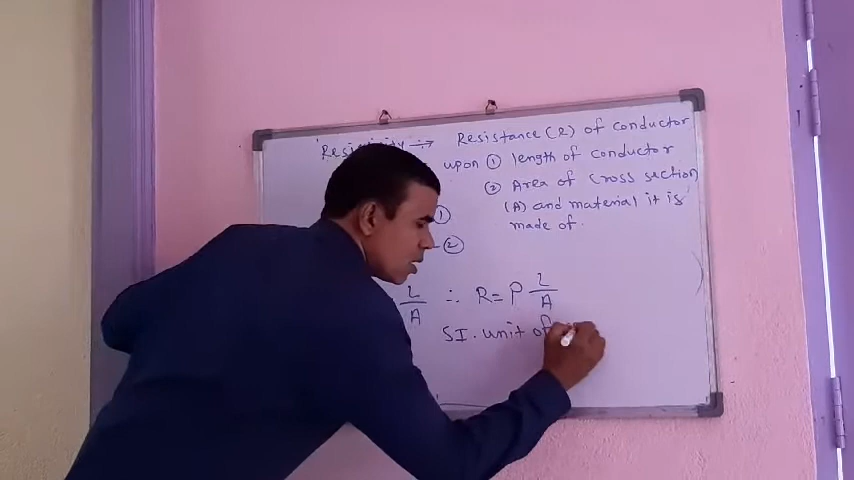 Resistivity → Resistance (R) of conductor
upon ① length of conductor
② Area of cross section
(A) and material it is
made of.
①
②
L/A ∴ R = ρ L/A
SI. unit of